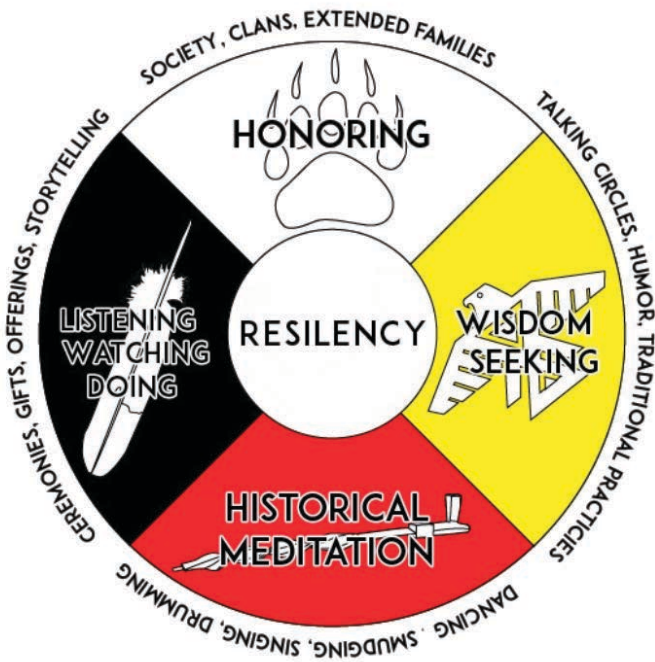 SOCIETY, CLANS, EXTENDED FAMILIES
HONORING
TALKING CIRCLES, HUMOR, TRADITIONAL PRACTICIES
WISDOM
SEEKING
RESILENCY
LISTENING
WATCHING
DOING
CEREMONIES, GIFTS, OFFERINGS, STORYTELLING
HISTORICAL
MEDITATION
DANCING, SMUDGING, SINGING, DRUMMING